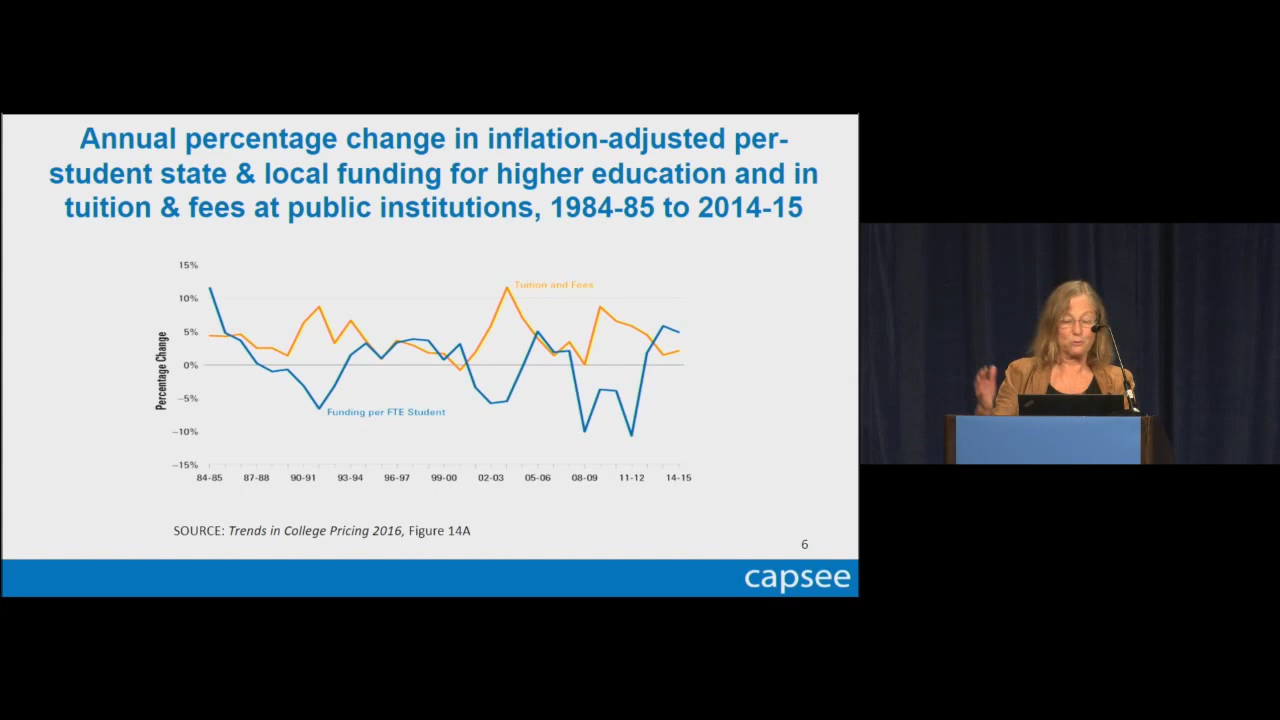 Annual percentage change in inflation-adjusted per-
student state & local funding for higher education and in
tuition & fees at public institutions, 1984-85 to 2014-15
15%
10%
5%
0%
−5%
−10%
−15%
Percentage Change
Tuition and Fees
Funding per FTE Student
84-85 87-88 90-91 93-94 96-97 99-00 02-03 05-06 08-09 11-12 14-15
SOURCE: Trends in College Pricing 2016, Figure 14A
6
capsee